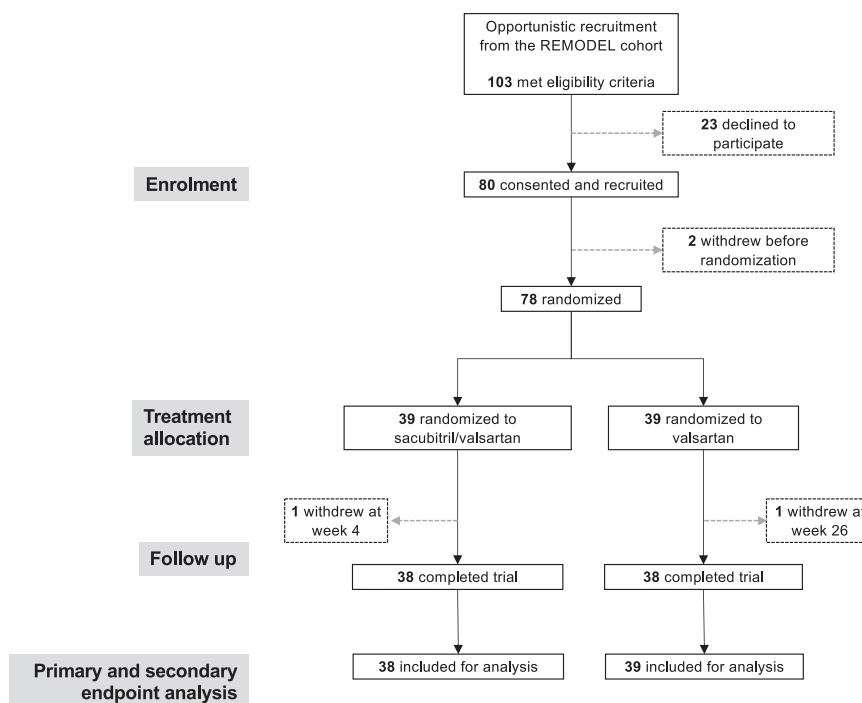 Opportunistic recruitment
from the REMODEL cohort
103 met eligibility criteria
23 declined to
participate
Enrolment
80 consented and recruited
2 withdrew before
randomization
78 randomized
Treatment
allocation
39 randomized to
sacubitril/valsartan
39 randomized to
valsartan
1 withdrew at
week 4
1 withdrew at
week 26
Follow up
38 completed trial
38 completed trial
Primary and secondary
endpoint analysis
38 included for analysis
39 included for analysis